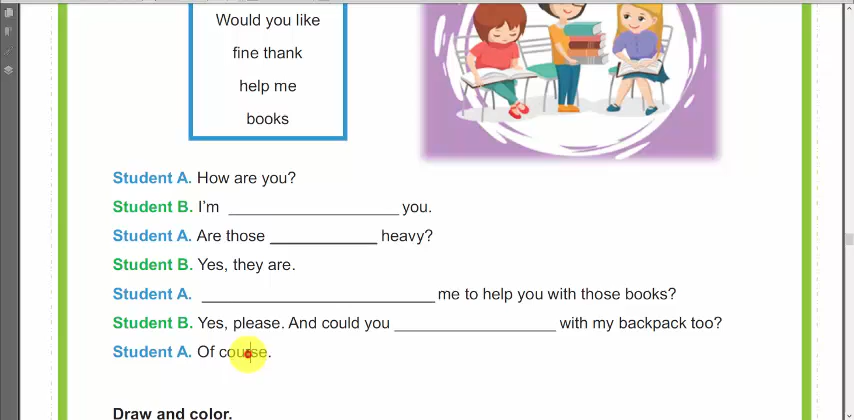 Would you like
fine thank
help me
books
Student A. How are you?
Student B. I'm ____________________ you.
Student A. Are those _____________ heavy?
Student B. Yes, they are.
Student A. ____________________________ me to help you with those books?
Student B. Yes, please. And could you ___________________ with my backpack too?
Student A. Of course.
Draw and color.